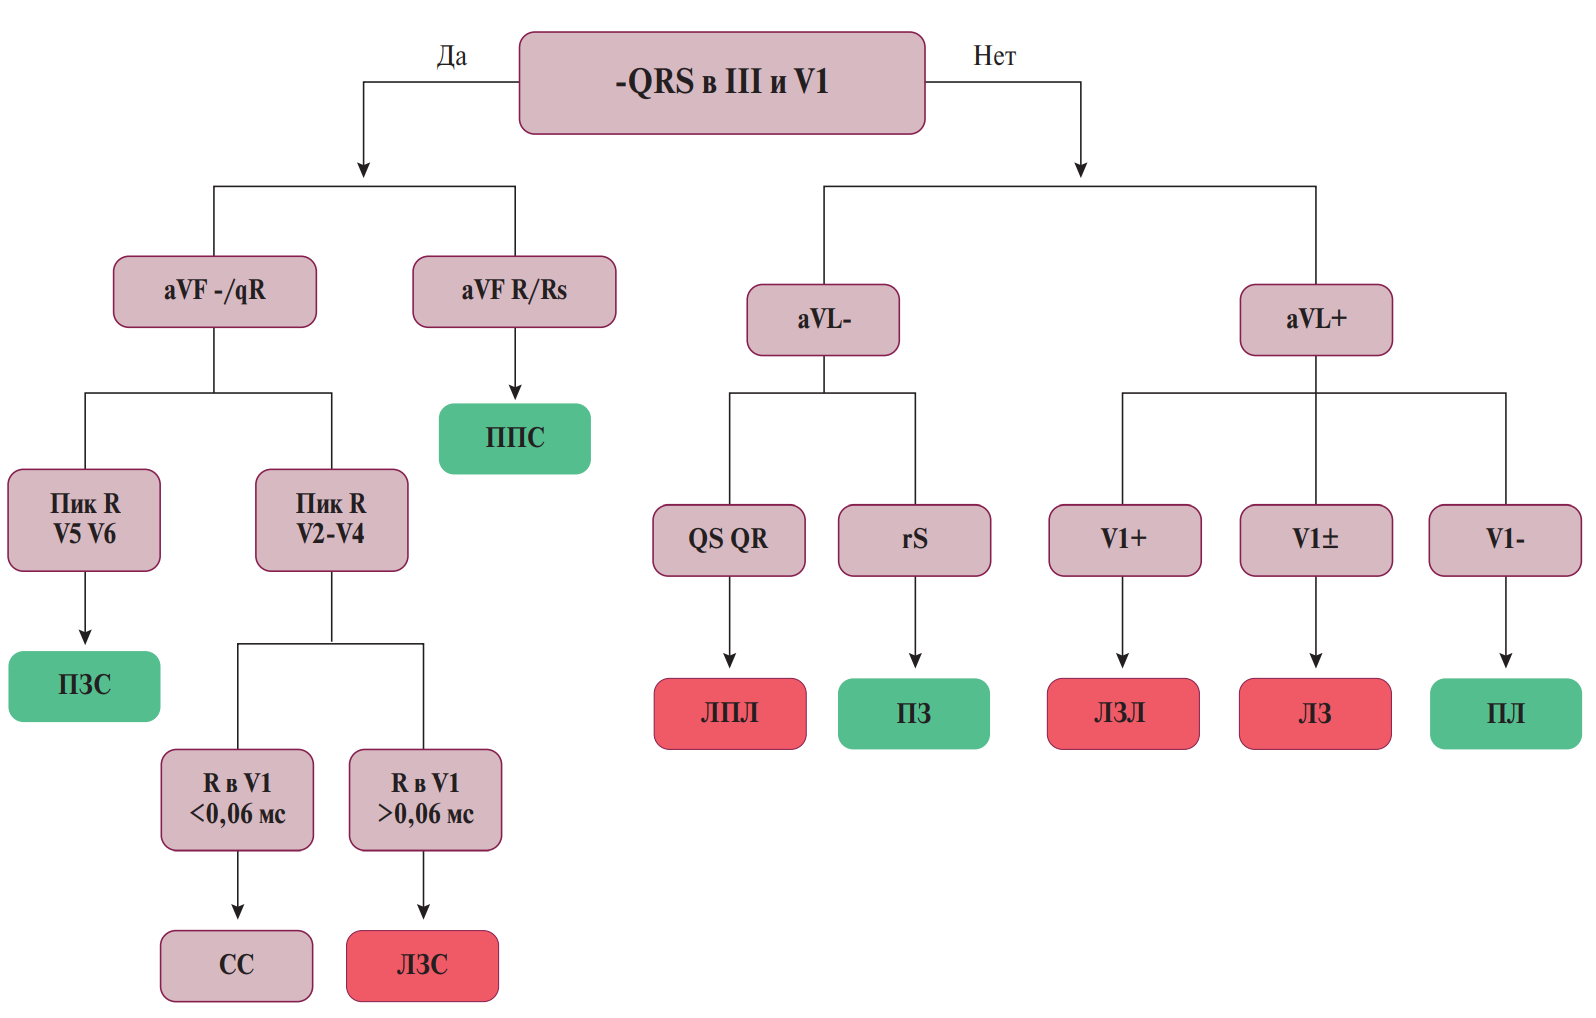 Да
-QRS в III и V1
Нет
aVF -/qR
aVF R/Rs
aVL-
aVL+
ППС
Пик R
V5 V6
Пик R
V2-V4
QS QR
rS
V1+
V1±
V1-
ПЗС
ЛПЛ
ПЗ
ЛЗЛ
ЛЗ
ПЛ
R в V1
<0,06 мс
R в V1
>0,06 мс
СС
ЛЗС